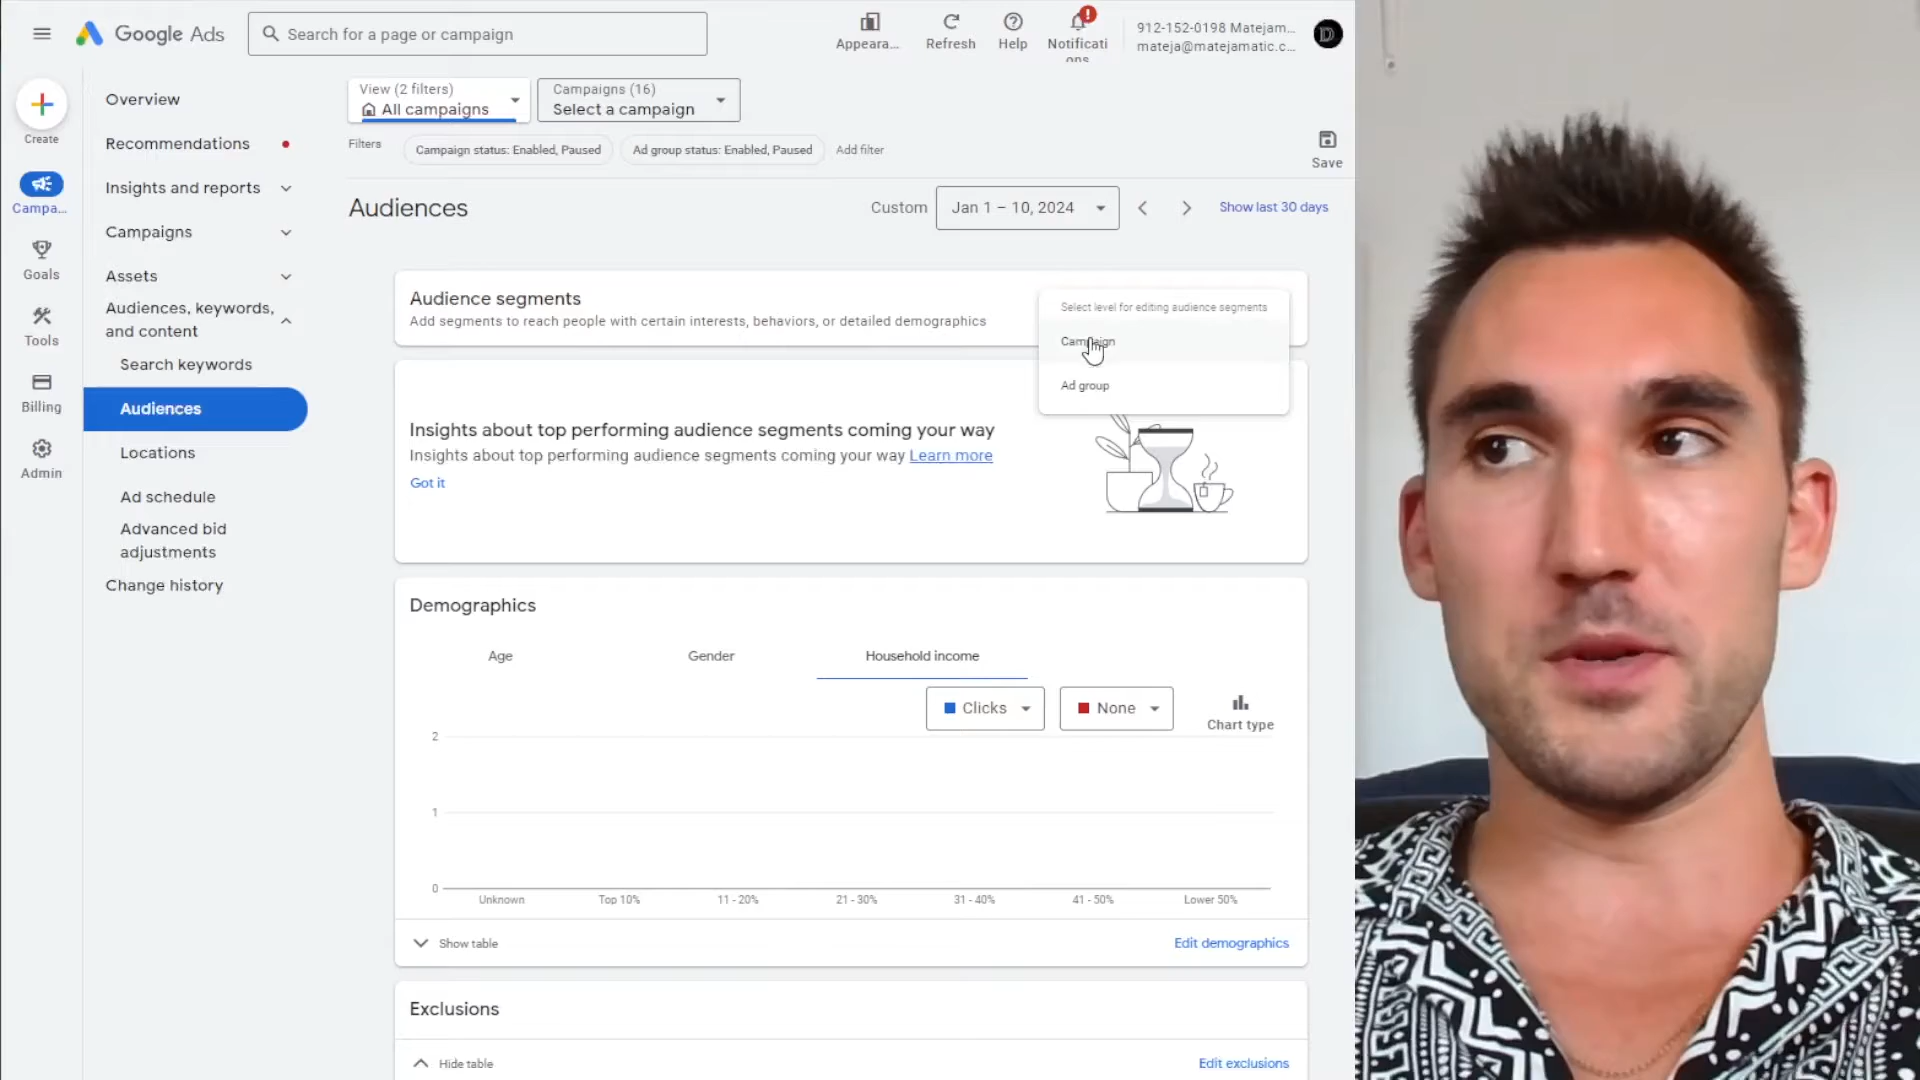 Google Ads
Search for a page or campaign
Appeara...
Refresh
Help
Notificati
ons
912-152-0198 Matejam...
mateja@matejamatic.c...
D
Create
Campa...
Goals
Tools
Billing
Admin
Overview
Recommendations
Insights and reports
Campaigns
Assets
Audiences, keywords,
and content
Search keywords
Audiences
Locations
Ad schedule
Advanced bid
adjustments
Change history
View (2 filters)
All campaigns
Campaigns (16)
Select a campaign
Filters
Campaign status: Enabled, Paused
Ad group status: Enabled, Paused
Add filter
Save
Audiences
Custom
Jan 1 – 10, 2024
Show last 30 days
Audience segments
Add segments to reach people with certain interests, behaviors, or detailed demographics
Select level for editing audience segments
Campaign
Ad group
Insights about top performing audience segments coming your way
Insights about top performing audience segments coming your way Learn more
Got it
Demographics
Age
Gender
Household income
Clicks
None
Chart type
2
1
0
Unknown
Top 10%
11 - 20%
21 - 30%
31 - 40%
41 - 50%
Lower 50%
Show table
Edit demographics
Exclusions
Hide table
Edit exclusions